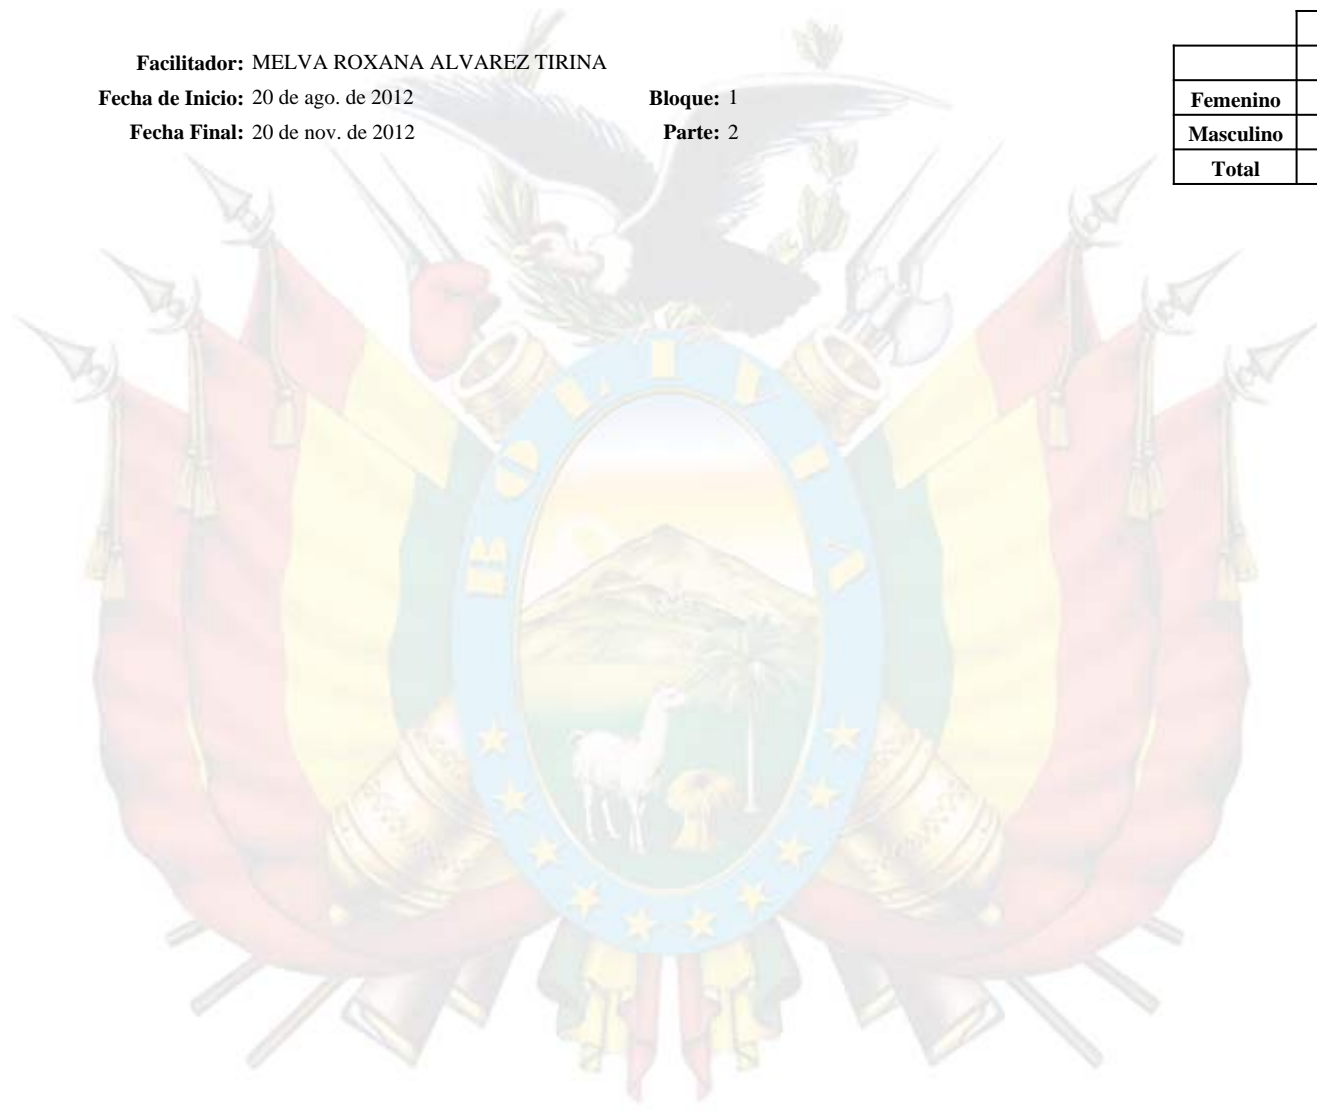 Facilitador: MELVA ROXANA ALVAREZ TIRINA
Fecha de Inicio: 20 de ago. de 2012 Bloque: 1
Fecha Final: 20 de nov. de 2012 Parte: 2
Femenino
Masculino
Total
BOLIVIA